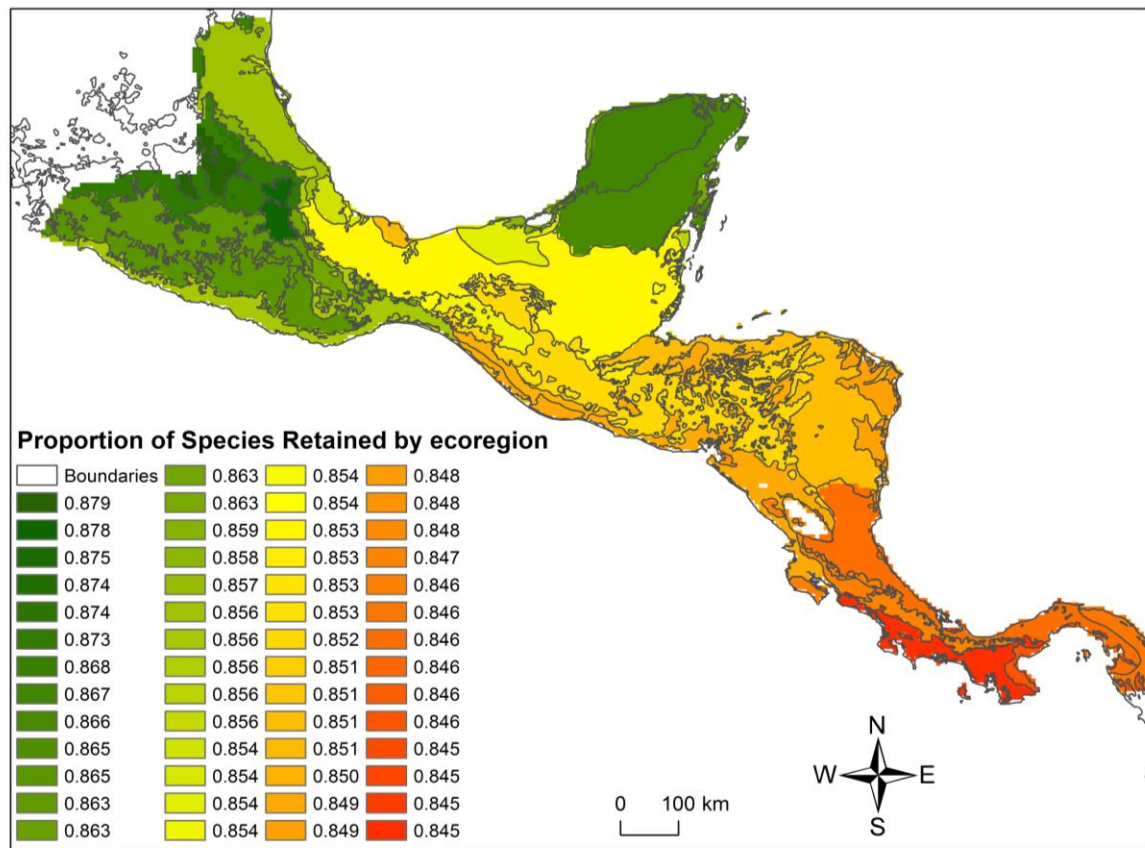 Proportion of Species Retained by ecoregion
Boundaries 0.863 0.854 0.848
0.879 0.863 0.854 0.848
0.878 0.859 0.853 0.848
0.875 0.858 0.853 0.847
0.874 0.857 0.853 0.846
0.874 0.856 0.853 0.846
0.873 0.856 0.852 0.846
0.868 0.856 0.851 0.846
0.867 0.856 0.851 0.846
0.866 0.856 0.851 0.846
0.865 0.854 0.851 0.845
0.865 0.854 0.850 0.845
0.863 0.854 0.849 0.845
0.863 0.854 0.849 0.845
0 100 km
N
W E
S